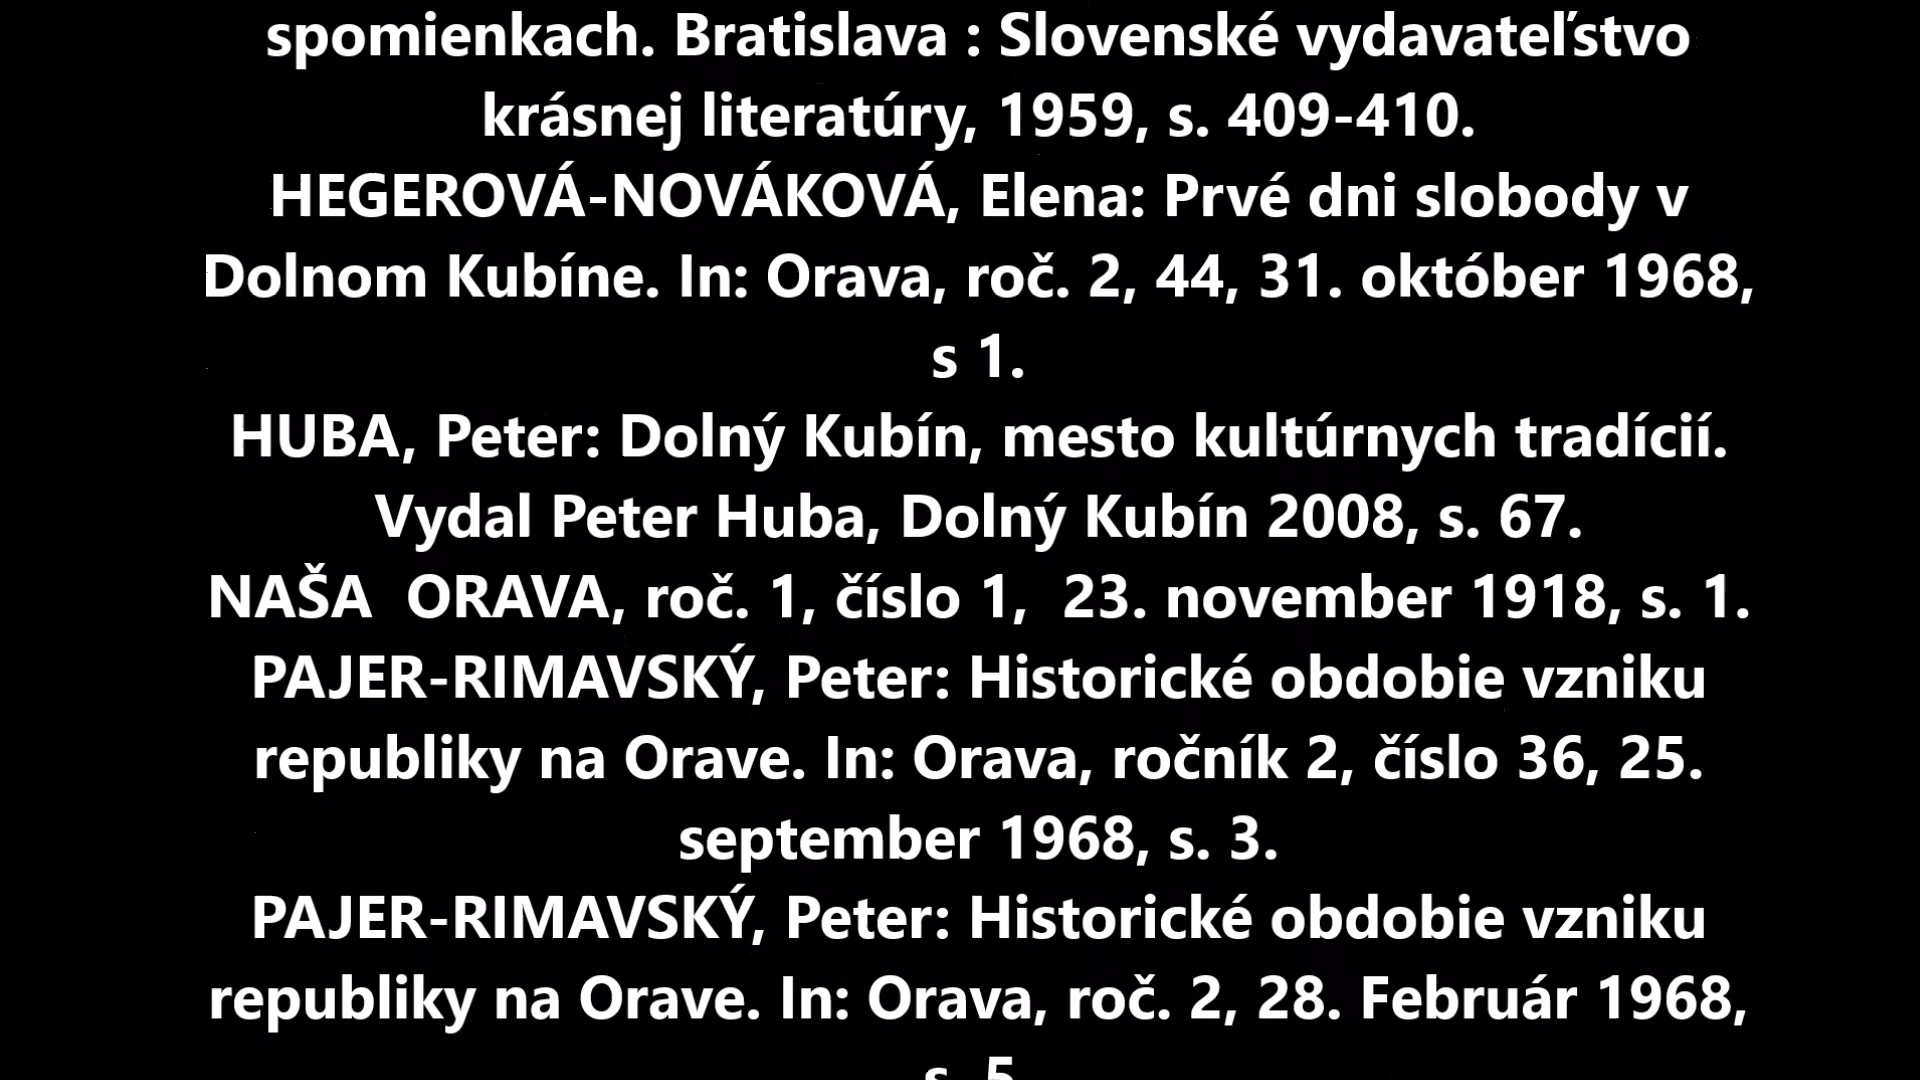 spomienkach. Bratislava : Slovenské vydavateľstvo
krásnej literatúry, 1959, s. 409-410.
HEGEROVÁ-NOVÁKOVÁ, Elena: Prvé dni slobody v
Dolnom Kubíne. In: Orava, roč. 2, 44, 31. október 1968,
s 1.
HUBA, Peter: Dolný Kubín, mesto kultúrnych tradícií.
Vydal Peter Huba, Dolný Kubín 2008, s. 67.
NAŠA  ORAVA, roč. 1, číslo 1,  23. november 1918, s. 1.
PAJER-RIMAVSKÝ, Peter: Historické obdobie vzniku
republiky na Orave. In: Orava, ročník 2, číslo 36, 25.
september 1968, s. 3.
PAJER-RIMAVSKÝ, Peter: Historické obdobie vzniku
republiky na Orave. In: Orava, roč. 2, 28. Február 1968,
s. 5